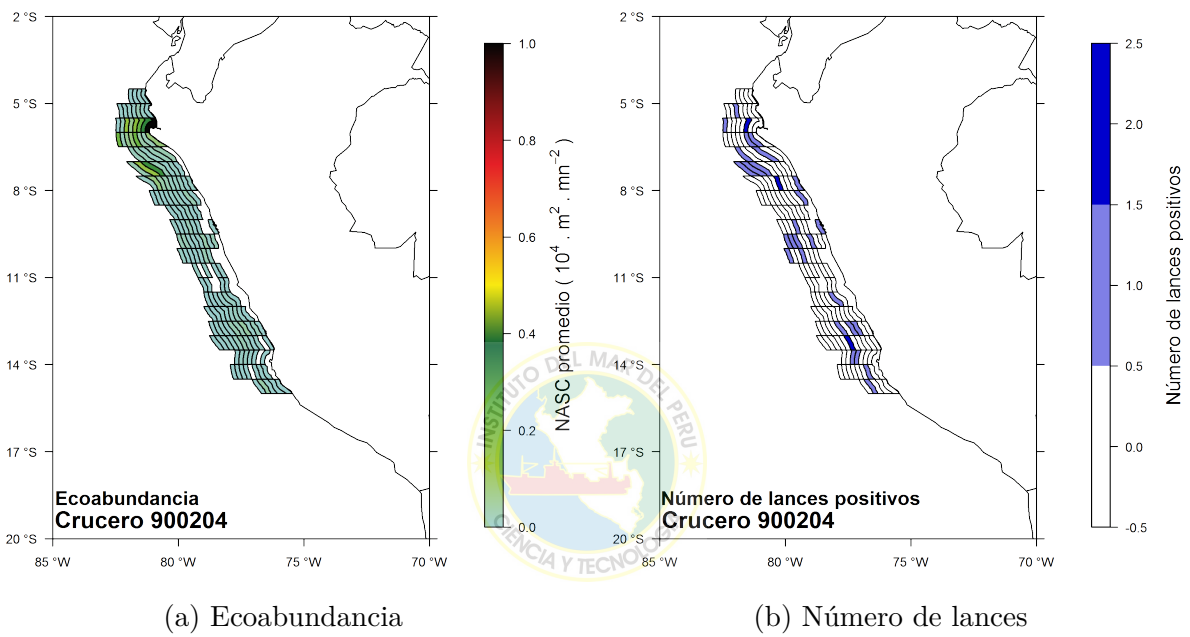 2 °S
5 °S
8 °S
11 °S
14 °S
17 °S
20 °S
85 °W
80 °W
75 °W
70 °W
Ecoabundancia
Crucero 900204
1.0
0.8
0.6
0.4
0.2
0.0
NASC promedio ( 10⁴ . m² . mn⁻² )
(a) Ecoabundancia
2 °S
5 °S
8 °S
11 °S
14 °S
17 °S
20 °S
85 °W
80 °W
75 °W
70 °W
Número de lances positivos
Crucero 900204
2.5
2.0
1.5
1.0
0.5
0.0
-0.5
Número de lances positivos
(b) Número de lances
INSTITUTO DEL MAR DEL PERU
CIENCIA Y TECNOLOGIA